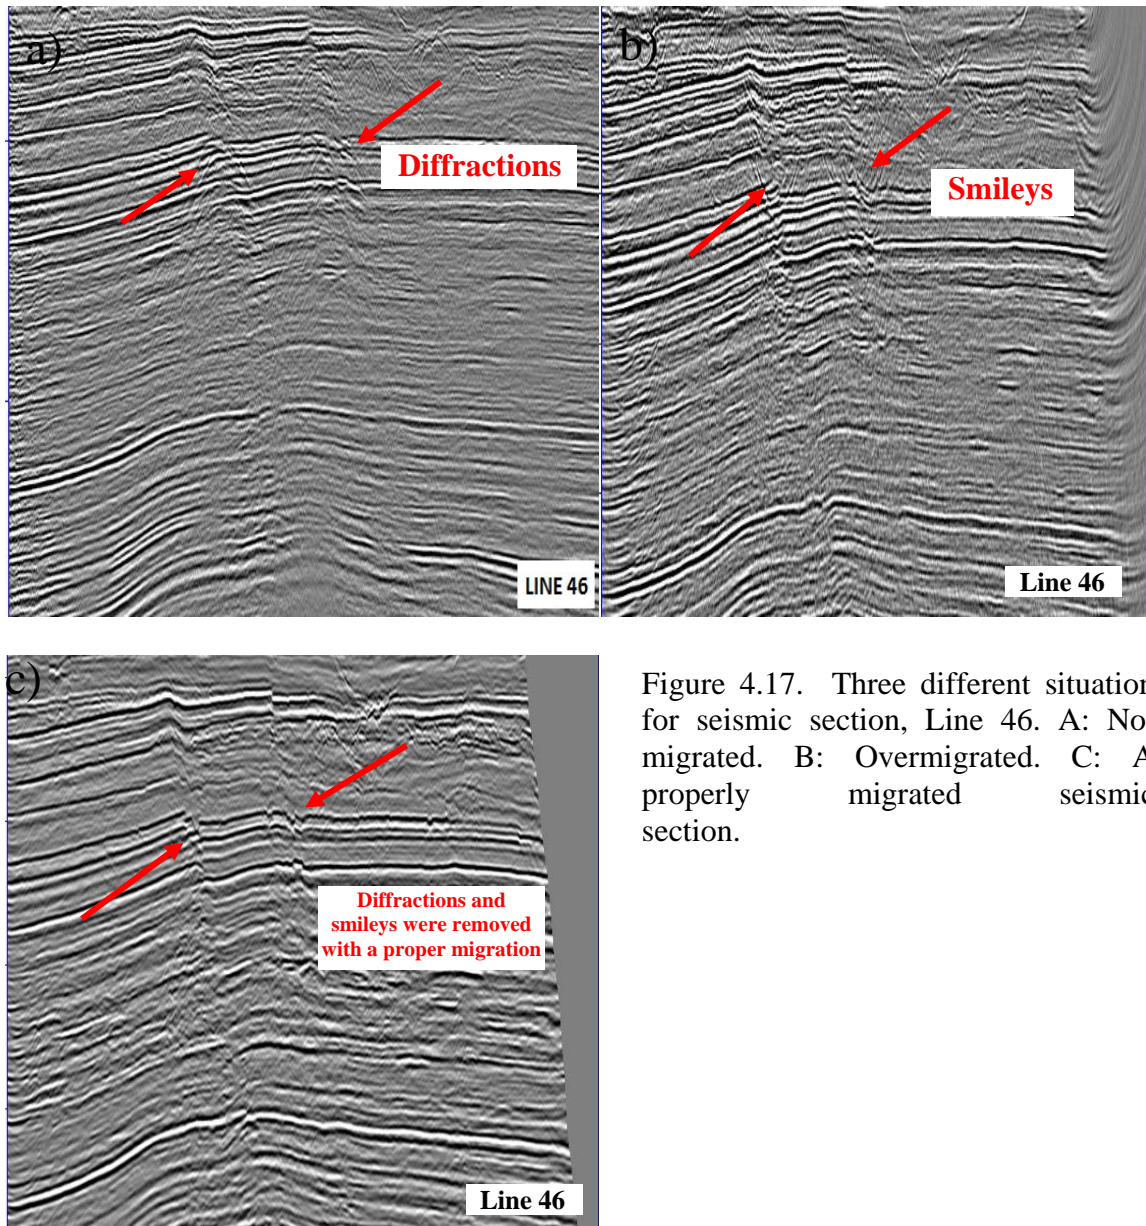 a)
Diffractions
LINE 46
b)
Smileys
Line 46
c)
Diffractions and
smileys were removed
with a proper migration
Line 46
Figure 4.17. Three different situation
for seismic section, Line 46. A: No
migrated. B: Overmigrated. C: A
properly migrated seismic
section.